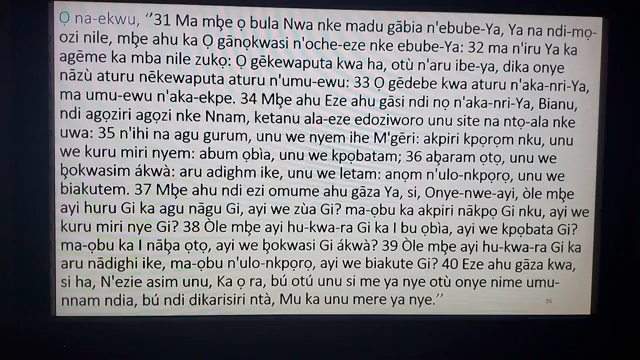 Ọ na-ekwu, ‘‘31 Ma mḅe ọ bula Nwa nke madu gābia n'ebube-Ya, Ya na ndi-mọ-
ozi nile, mḅe ahu ka Ọ gānọkwasi n'oche-eze nke ebube-Ya: 32 ma n'iru Ya ka
agēme ka mba nile zukọ: Ọ gēkewaputa kwa ha, otù n'aru ibe-ya, dika onye
nāzù aturu nēkewaputa aturu n'umu-ewu: 33 Ọ gēdebe kwa aturu n'aka-nri-Ya,
ma umu-ewu n'aka-ekpe. 34 Mḅe ahu Eze ahu gāsi ndi nọ n'aka-nri-Ya, Bianu,
ndi agọziri agọzi nke Nnam, ketanu ala-eze edoziworo unu site na ntọ-ala nke
uwa: 35 n'ihi na agu gurum, unu we nyem ihe M'gēri: akpiri kpọrọm nku, unu
we kuru miri nyem: abum ọbìa, unu we kpọbatam; 36 aḅaram ọtọ, unu we
ḅokwasim ákwà: aru adighm ike, unu we letam: anọm n'ulo-nkpọrọ, unu we
biakutem. 37 Mḅe ahu ndi ezi omume ahu gāza Ya, si, Onye-nwe-ayi, òle mḅe
ayi huru Gi ka agu nāgu Gi, ayi we zùa Gi? ma-ọbu ka akpiri nākpọ Gi nku, ayi we
kuru miri nye Gi? 38 Òle mḅe ayi hu-kwa-ra Gi ka I bu ọbìa, ayi we kpọbata Gi?
ma-ọbu ka I nāḅa ọtọ, ayi we ḅokwasi Gi ákwà? 39 Òle mḅe ayi hu-kwa-ra Gi ka
aru nādighi ike, ma-ọbu n'ulo-nkpọrọ, ayi we biakute Gi? 40 Eze ahu gāza kwa,
si ha, N'ezie asim unu, Ka ọ ra, bú otú unu si me ya nye otù onye nime umu-
nnam ndia, bú ndi dikarisiri ntà, Mu ka unu mere ya nye.’’